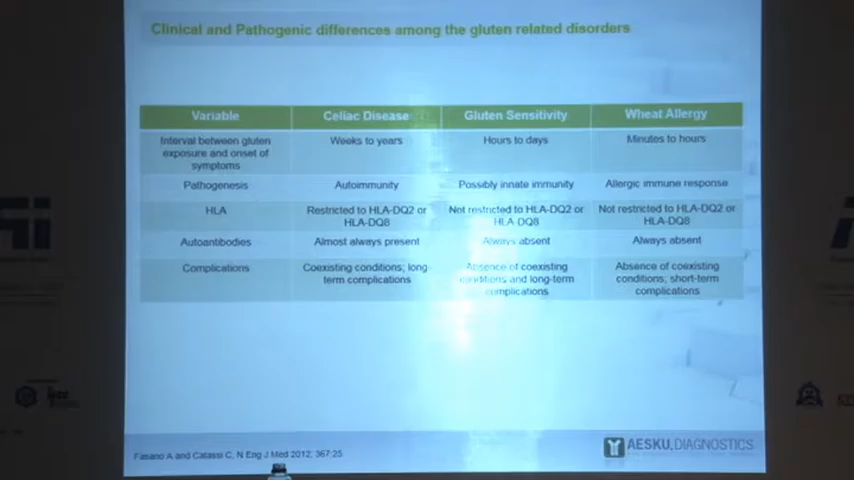 Clinical and Pathogenic differences among the gluten related disorders
Variable Celiac Disease Gluten Sensitivity Wheat Allergy
Interval between gluten exposure and onset of symptoms Weeks to years Hours to days Minutes to hours
Pathogenesis Autoimmunity Possibly innate immunity Allergic immune response
HLA Restricted to HLA-DQ2 or HLA-DQ8 Not restricted to HLA-DQ2 or HLA-DQ8 Not restricted to HLA-DQ2 or HLA-DQ8
Autoantibodies Almost always present Always absent Always absent
Complications Coexisting conditions; long term complications Absence of coexisting conditions and long-term complications Absence of coexisting conditions; short-term complications
Fasano A and Catassi C, N Eng J Med 2012; 367:25
AESKU.DIAGNOSTICS